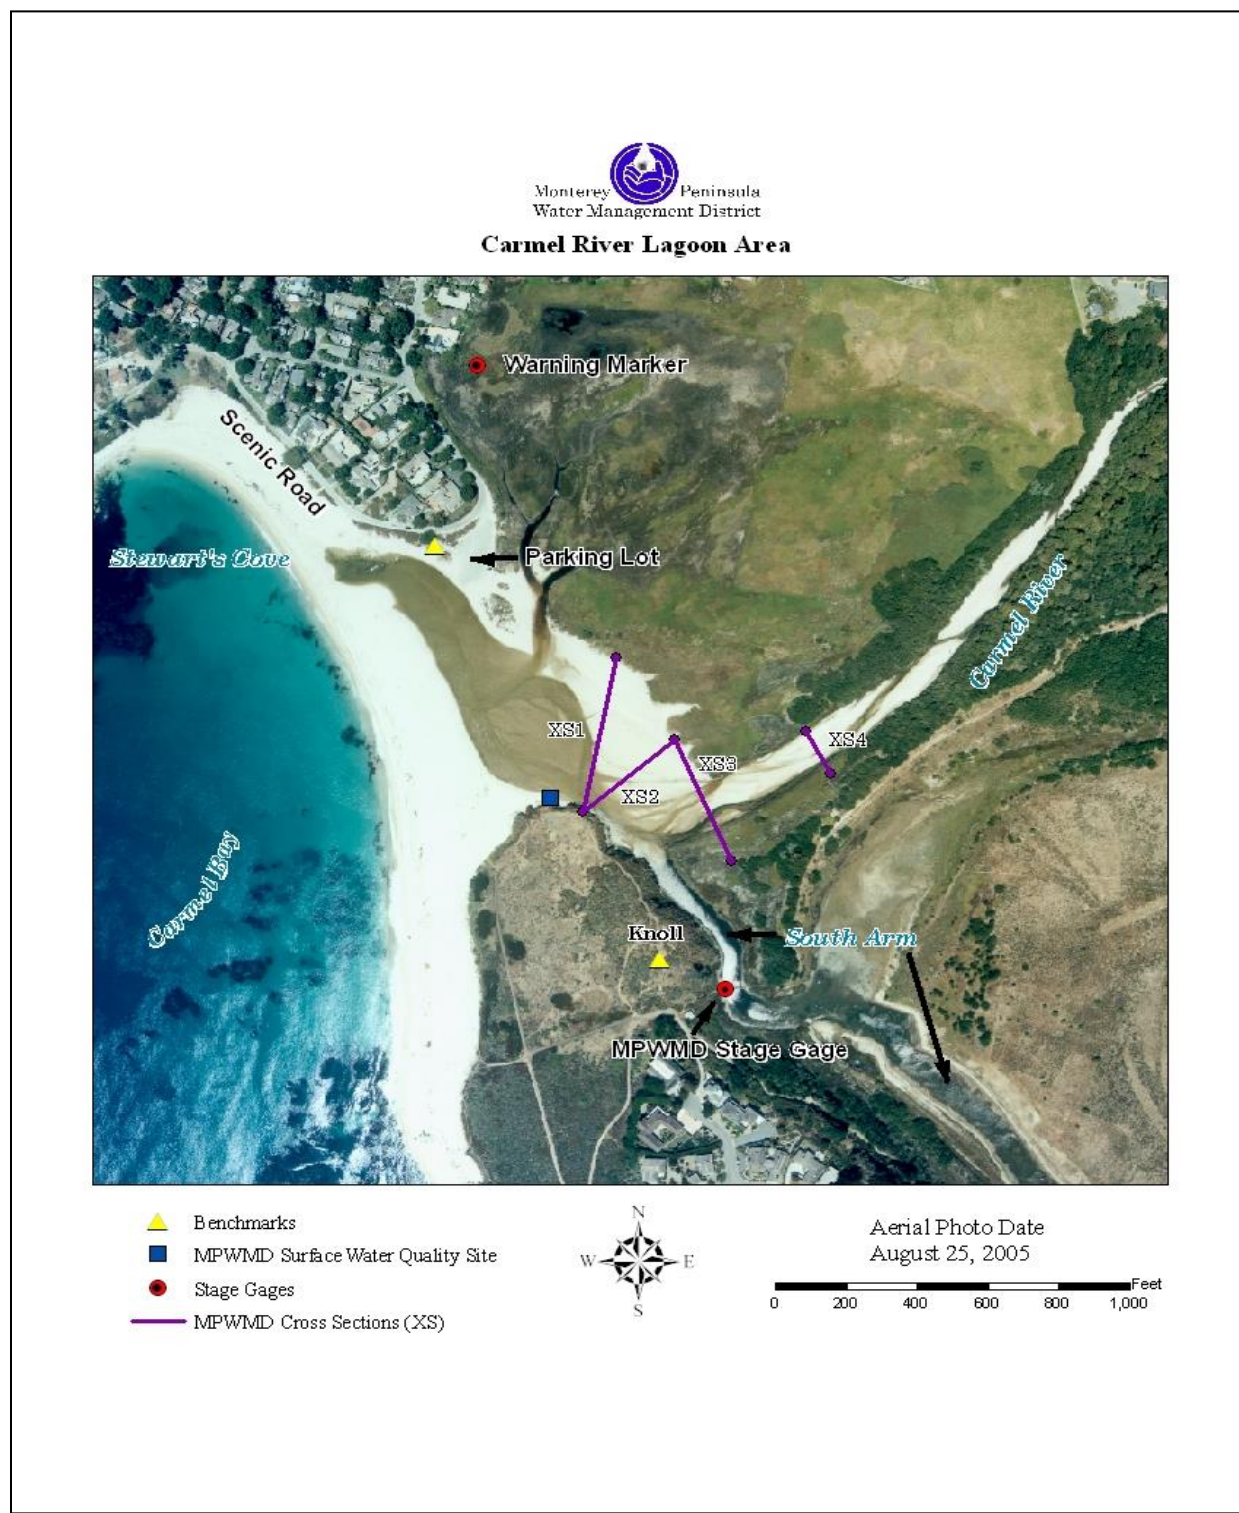 Monterey Peninsula
Water Management District
Carmel River Lagoon Area
Warning Marker
Scenic Road
Stewart's Cove
Parking Lot
Carmel River
XS1
XS4
XS3
XS2
Carmel Bay
Knoll
South Arm
MPWMD Stage Gage
Benchmarks
MPWMD Surface Water Quality Site
Stage Gages
MPWMD Cross Sections (XS)
N
W E
S
Aerial Photo Date
August 25, 2005
Feet
0 200 400 600 800 1,000